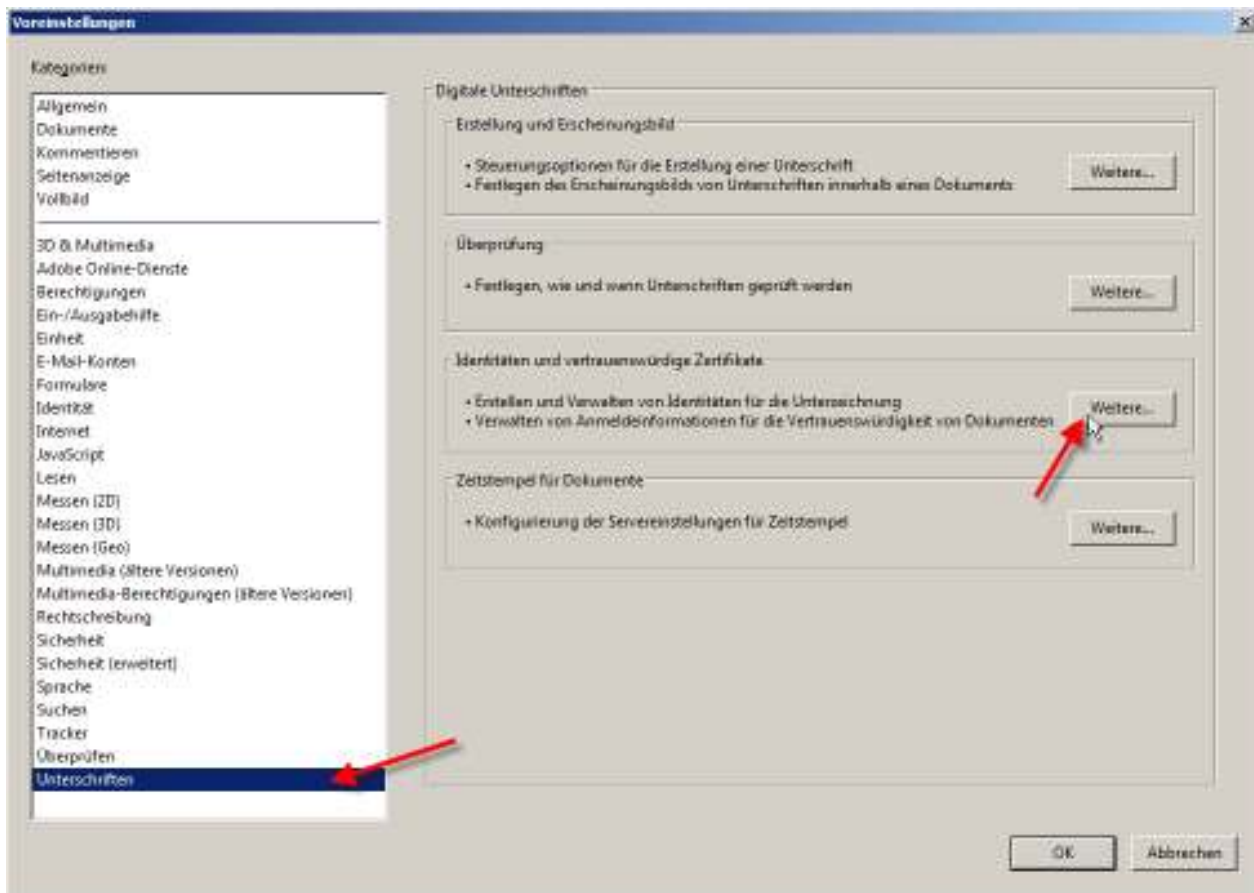 Voreinstellungen
Kategorien:
Allgemein
Dokumente
Kommentieren
Seitenanzeige
Vollbild
3D & Multimedia
Adobe Online-Dienste
Berechtigungen
Ein-/Ausgabehilfe
Einheit
E-Mail-Konten
Formulare
Identität
Internet
JavaScript
Lesen
Messen (2D)
Messen (3D)
Messen (Geo)
Multimedia (ältere Versionen)
Multimedia-Berechtigungen (ältere Versionen)
Rechtschreibung
Sicherheit
Sicherheit (erweitert)
Sprache
Suchen
Tracker
Überprüfen
Unterschriften
Digitale Unterschriften
Erstellung und Erscheinungsbild
• Steuerungsoptionen für die Erstellung einer Unterschrift
• Festlegen des Erscheinungsbilds von Unterschriften innerhalb eines Dokuments
Weitere...
Überprüfung
• Festlegen, wie und wann Unterschriften geprüft werden
Weitere...
Identitäten und vertrauenswürdige Zertifikate
• Erstellen und Verwalten von Identitäten für die Unterzeichnung
• Verwalten von Anmeldeinformationen für die Vertrauenswürdigkeit von Dokumenten
Weitere...
Zeitstempel für Dokumente
• Konfigurierung der Servereinstellungen für Zeitstempel
Weitere...
OK
Abbrechen